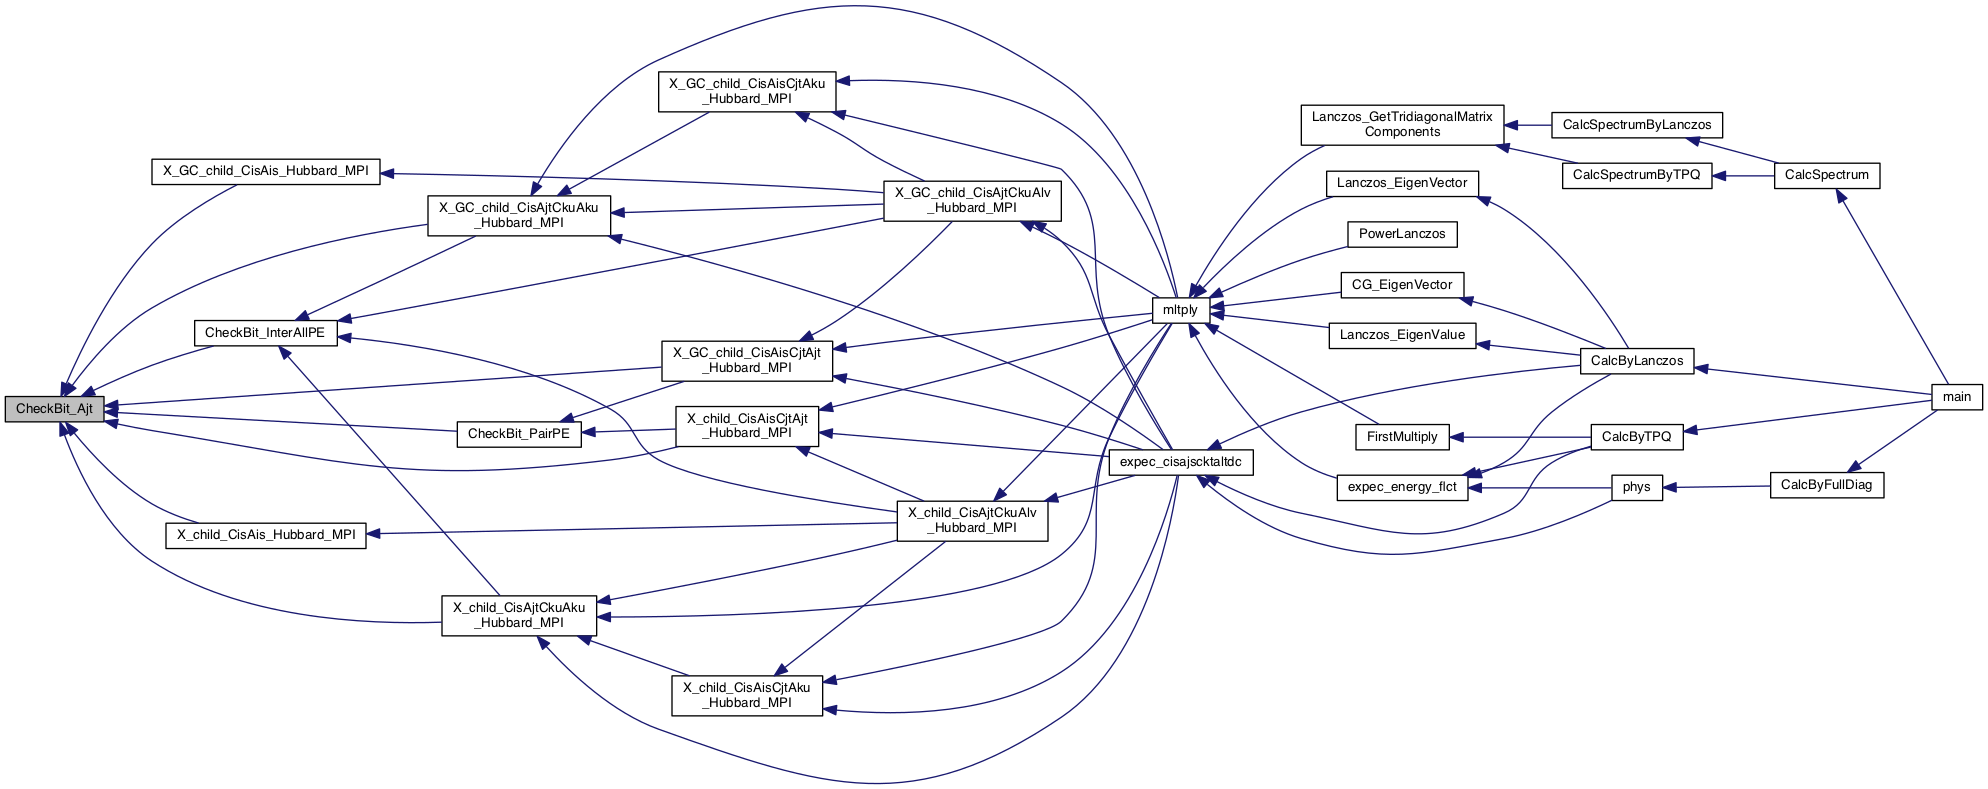 CheckBit_Ajt
X_GC_child_CisAis_Hubbard_MPI
CheckBit_InterAllPE
X_child_CisAis_Hubbard_MPI
X_GC_child_CisAjtCkuAku
_Hubbard_MPI
CheckBit_PairPE
X_child_CisAjtCkuAku
_Hubbard_MPI
X_GC_child_CisAisCjtAku
_Hubbard_MPI
X_GC_child_CisAisCjtAjt
_Hubbard_MPI
X_child_CisAisCjtAjt
_Hubbard_MPI
X_child_CisAisCjtAku
_Hubbard_MPI
X_GC_child_CisAjtCkuAlv
_Hubbard_MPI
X_child_CisAjtCkuAlv
_Hubbard_MPI
mltply
expec_cisajscktaltdc
Lanczos_GetTridiagonalMatrix
Components
Lanczos_EigenVector
PowerLanczos
CG_EigenVector
Lanczos_EigenValue
FirstMultiply
expec_energy_flct
CalcSpectrumByLanczos
CalcSpectrumByTPQ
CalcByLanczos
CalcByTPQ
phys
CalcSpectrum
CalcByFullDiag
main